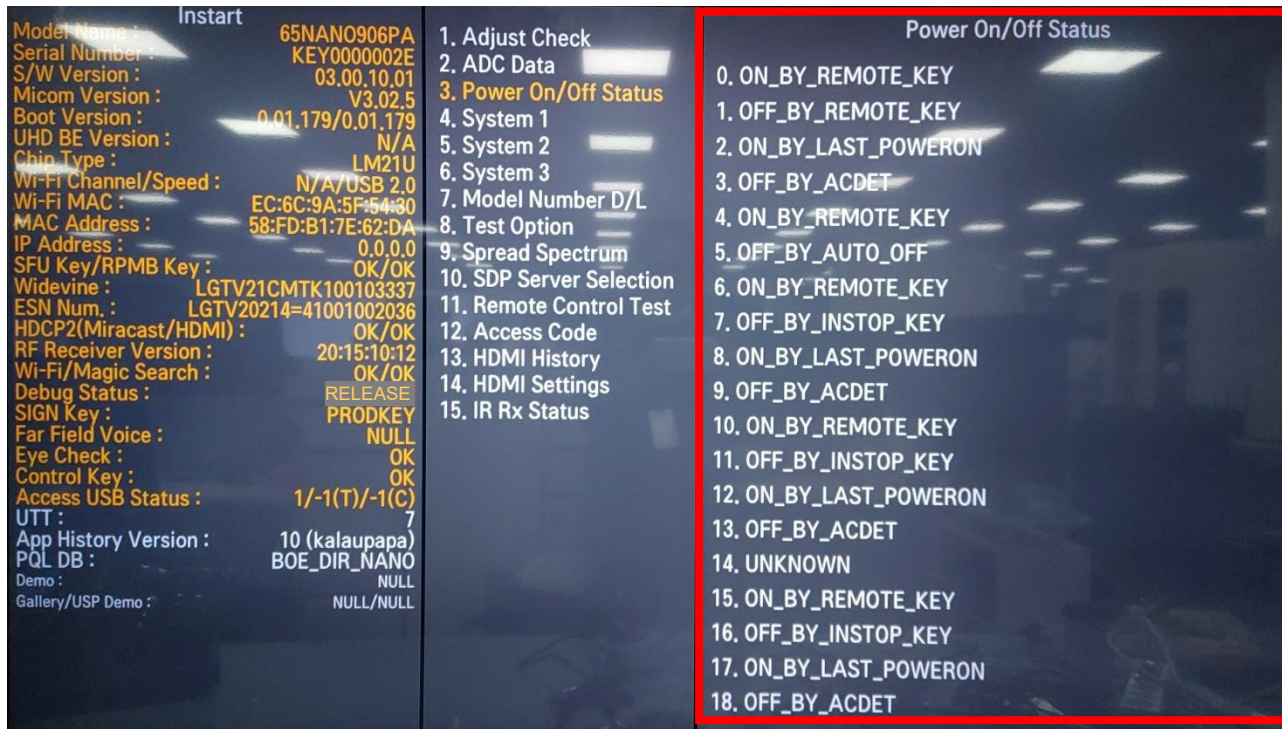 Instart
Model Name : 65NANO906PA
Serial Number : KEY0000002E
S/W Version : 03.00.10.01
Micom Version : V3.02.5
Boot Version : 0.01.179/0.01.179
UHD BE Version : N/A
Chip Type : LM21U
Wi-Fi Channel/Speed : N/A/USB 2.0
Wi-Fi MAC : EC:6C:9A:5F:54:30
MAC Address : 58:FD:B1:7E:62:DA
IP Address : 0.0.0.0
SFU Key/RPMB Key : OK/OK
Widevine : LGTV21CMTK100103337
ESN Num. : LGTV20214=41001002036
HDCP2(Miracast/HDMI) : OK/OK
RF Receiver Version : 20:15:10:12
Wi-Fi/Magic Search : OK/OK
Debug Status : RELEASE
SIGN Key : PRODKEY
Far Field Voice : NULL
Eye Check : OK
Control Key : OK
Access USB Status : 1/-1(T)/-1(C)
UTT : 7
App History Version : 10 (kalaupapa)
PQL DB : BOE_DIR_NANO
Demo : NULL
Gallery/USP Demo : NULL/NULL
1. Adjust Check
2. ADC Data
3. Power On/Off Status
4. System 1
5. System 2
6. System 3
7. Model Number D/L
8. Test Option
9. Spread Spectrum
10. SDP Server Selection
11. Remote Control Test
12. Access Code
13. HDMI History
14. HDMI Settings
15. IR Rx Status
Power On/Off Status
0. ON_BY_REMOTE_KEY
1. OFF_BY_REMOTE_KEY
2. ON_BY_LAST_POWERON
3. OFF_BY_ACDET
4. ON_BY_REMOTE_KEY
5. OFF_BY_AUTO_OFF
6. ON_BY_REMOTE_KEY
7. OFF_BY_INSTOP_KEY
8. ON_BY_LAST_POWERON
9. OFF_BY_ACDET
10. ON_BY_REMOTE_KEY
11. OFF_BY_INSTOP_KEY
12. ON_BY_LAST_POWERON
13. OFF_BY_ACDET
14. UNKNOWN
15. ON_BY_REMOTE_KEY
16. OFF_BY_INSTOP_KEY
17. ON_BY_LAST_POWERON
18. OFF_BY_ACDET